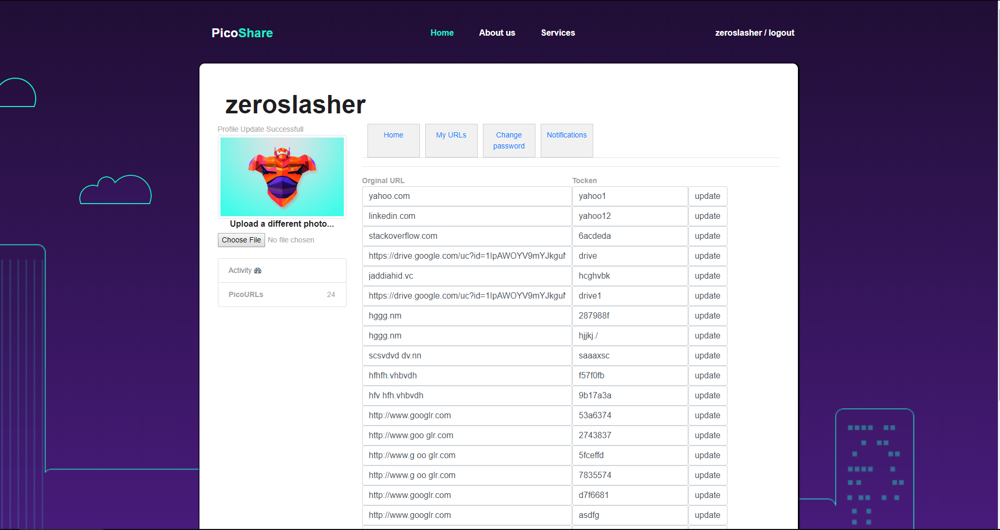 PicoShare
Home About us Services
zeroslasher / logout
zeroslasher
Profile Update Successfull
Upload a different photo...
Choose File No file chosen
Activity
PicoURLs 24
Home My URLs Change password Notifications
Orginal URL Tocken
yahoo.com yahoo1 update
linkedin.com yahoo12 update
stackoverflow.com 6acdeda update
https://drive.google.com/uc?id=1IpAWOYV9mYJkguN drive update
jaddiahid.vc hcghvbk update
https://drive.google.com/uc?id=1IpAWOYV9mYJkguN drive1 update
hggg.nm 287988f update
hggg.nm hjjkj./ update
scsvdvd dv.nn saaaxsc update
hfhfh.vhbvdh f57f0fb update
hfv hfh.vhbvdh 9b17a3a update
http://www.googlr.com 53a6374 update
http://www.goo glr.com 2743837 update
http://www.g oo glr.com 5fceffd update
http://www.g oo glr.com 7835574 update
http://www.googlr.com d7f6681 update
http://www.googlr.com asdfg update